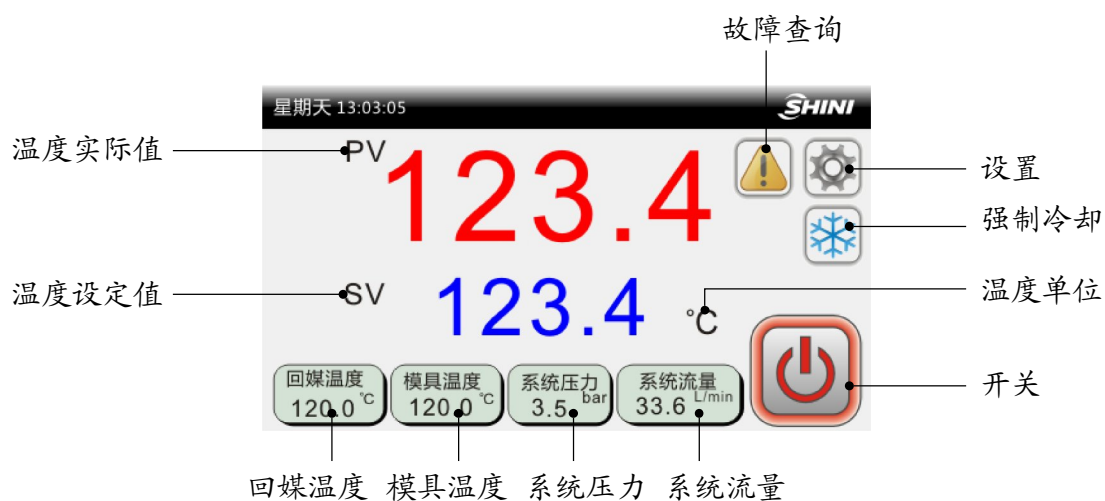 故障查询
星期天 13:03:05 SHINI
温度实际值 PV 123.4 设置
强制冷却
温度设定值 SV 123.4 ℃ 温度单位
开关
回媒温度 模具温度 系统压力 系统流量
120.0 ℃ 120.0 ℃ 3.5 bar 33.6 L/min
回媒温度 模具温度 系统压力 系统流量